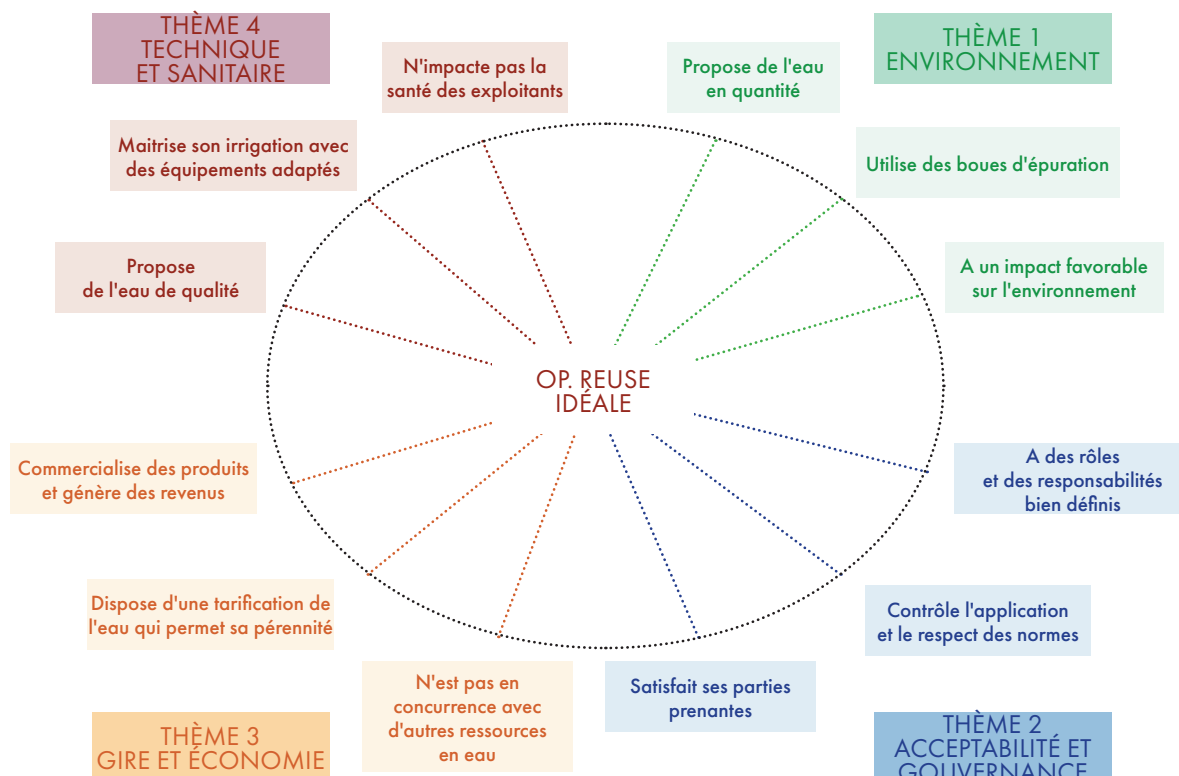 THÈME 4
TECHNIQUE
ET SANITAIRE
N'impacte pas la
santé des exploitants
Propose de l'eau
en quantité
THÈME 1
ENVIRONNEMENT
Maitrise son irrigation avec
des équipements adaptés
Utilise des boues d'épuration
Propose
de l'eau de qualité
A un impact favorable
sur l'environnement
OP. REUSE
IDÉALE
Commercialise des produits
et génère des revenus
A des rôles
et des responsabilités
bien définis
Dispose d'une tarification de
l'eau qui permet sa pérennité
Contrôle l'application
et le respect des normes
N'est pas en
concurrence avec
d'autres ressources
en eau
Satisfait ses parties
prenantes
THÈME 3
GIRE ET ÉCONOMIE
THÈME 2
ACCEPTABILITÉ ET
GOUVERNANCE